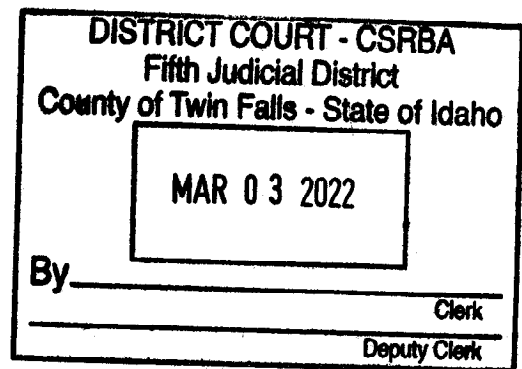 DISTRICT COURT - CSRBA
Fifth Judicial District
County of Twin Falls - State of Idaho
MAR 03 2022
By
Clerk
Deputy Clerk